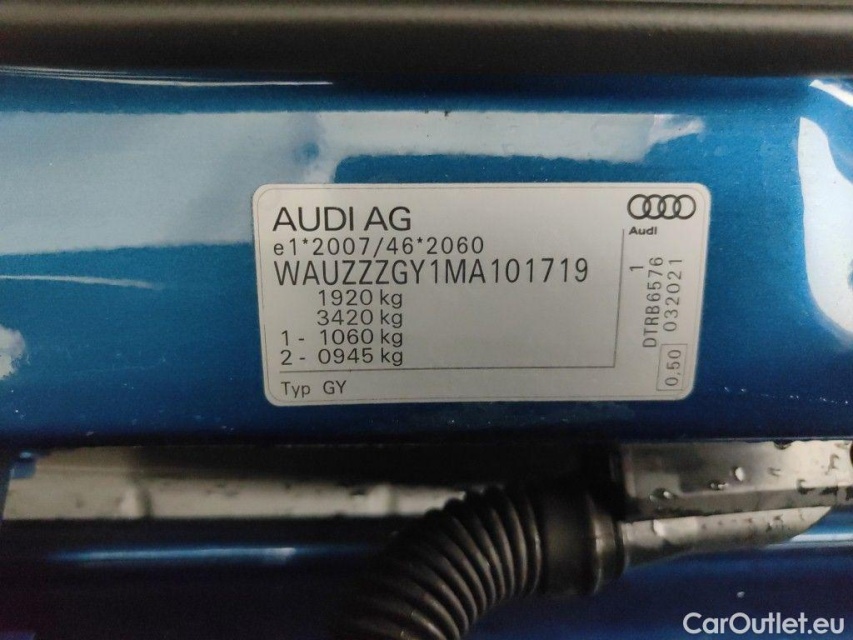 AUDI AG
Audi
e1*2007/46*2060
WAUZZZGY1MA101719
1920 kg
3420 kg
1 - 1060 kg
2 - 0945 kg
Typ GY
DTRB6576 1
032021
0,50
CarOutlet.eu